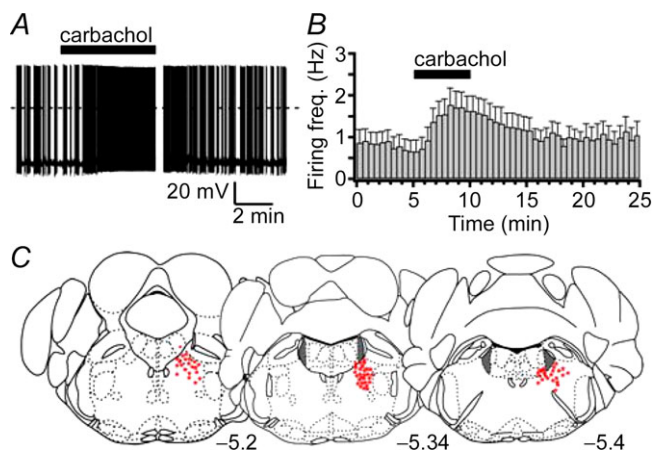 A
carbachol
20 mV
2 min
B
Firing freq. (Hz)
3
2
1
0
carbachol
0 5 10 15 20 25
Time (min)
C
–5.2
–5.34
–5.4